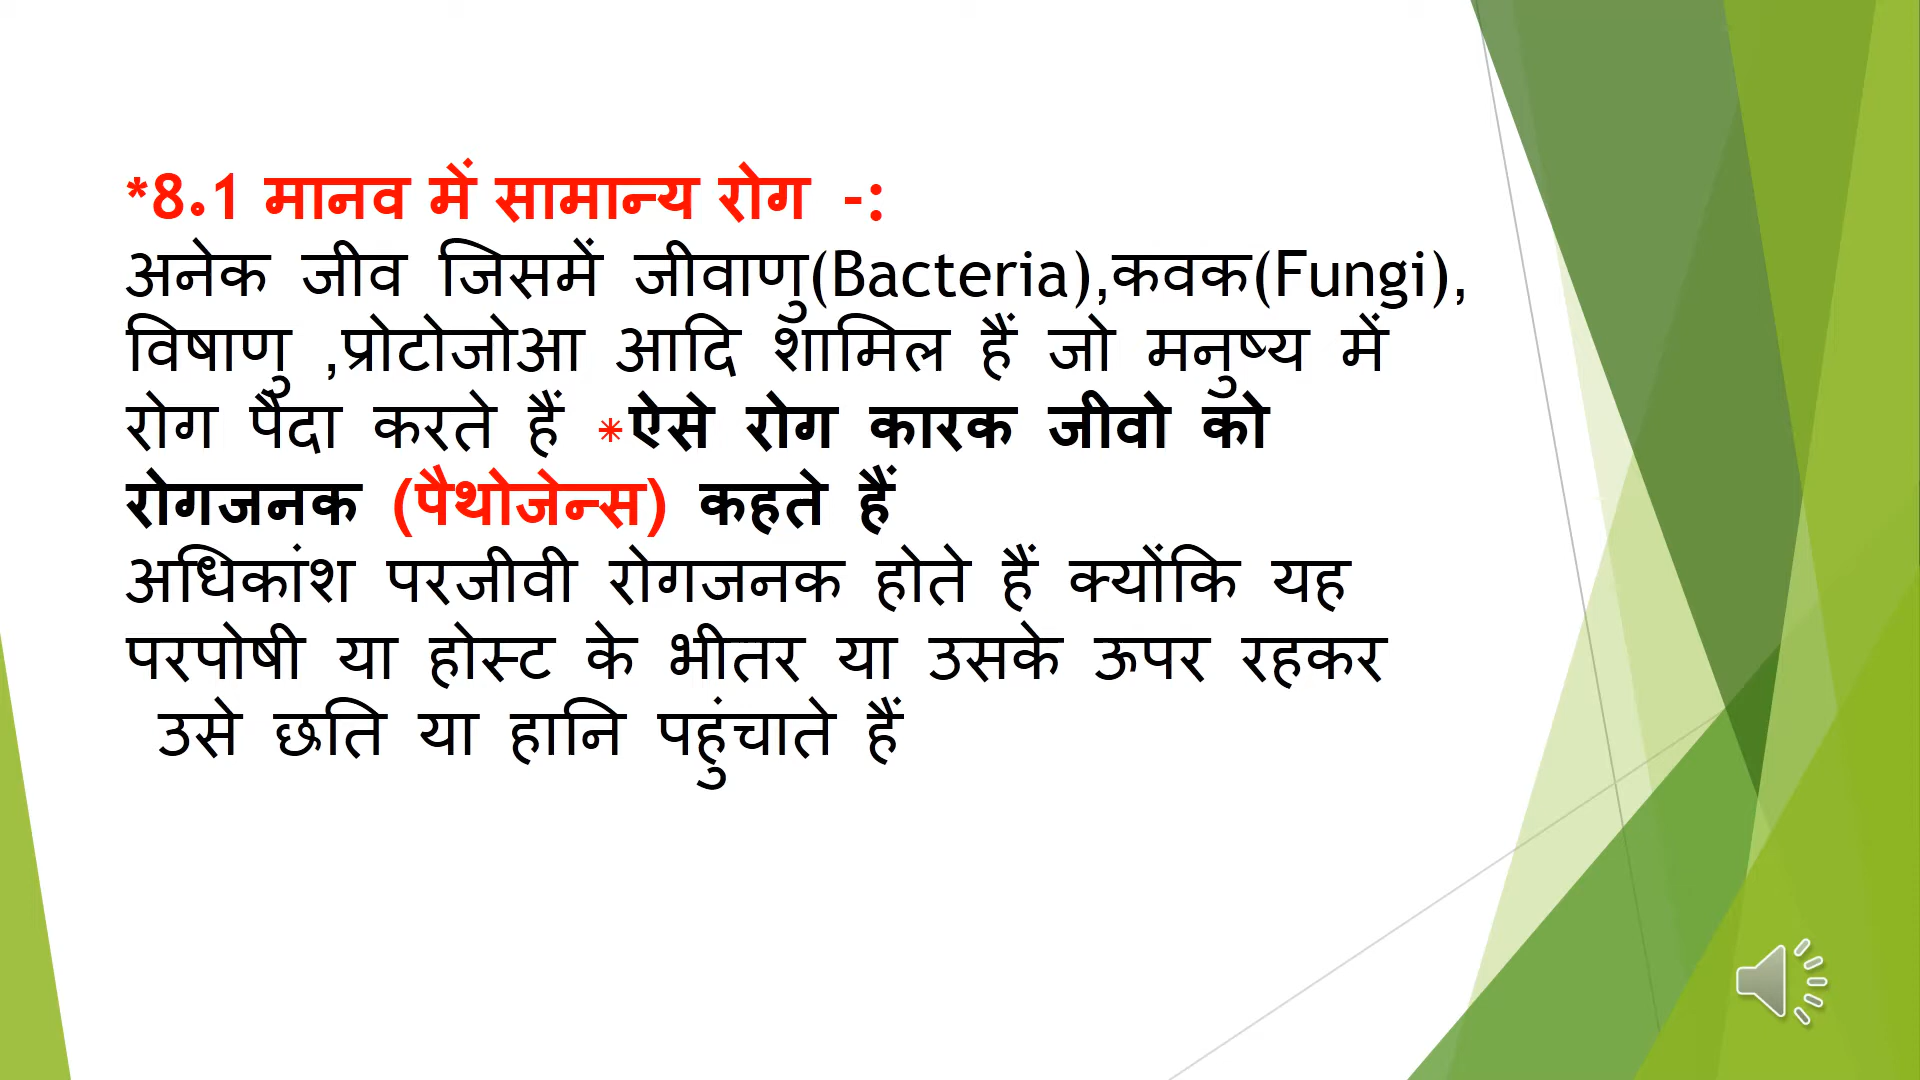 *8.1 मानव में सामान्य रोग -:
अनेक जीव जिसमें जीवाणु(Bacteria),कवक(Fungi),
विषाणु ,प्रोटोजोआ आदि शामिल हैं जो मनुष्य में
रोग पैदा करते हैं *ऐसे रोग कारक जीवो को
रोगजनक (पैथोजेन्स) कहते हैं
अधिकांश परजीवी रोगजनक होते हैं क्योंकि यह
परपोषी या होस्ट के भीतर या उसके ऊपर रहकर
उसे छति या हानि पहुंचाते हैं